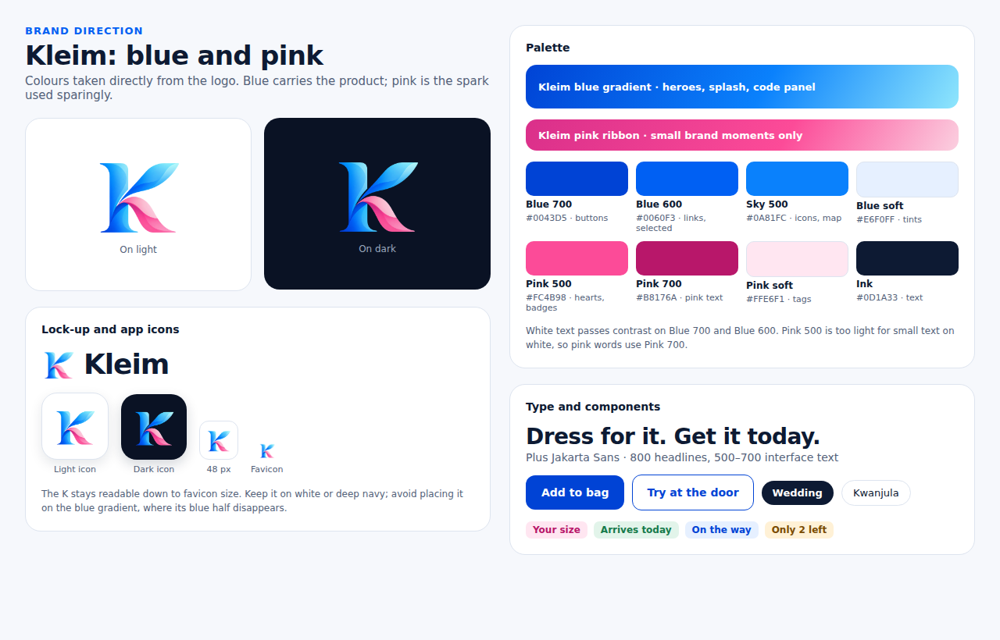 BRAND DIRECTION
Kleim: blue and pink
Colours taken directly from the logo. Blue carries the product; pink is the spark
used sparingly.
On light
On dark
Lock-up and app icons
Kleim
Light icon
Dark icon
48 px
Favicon
The K stays readable down to favicon size. Keep it on white or deep navy; avoid placing it
on the blue gradient, where its blue half disappears.
Palette
Kleim blue gradient · heroes, splash, code panel
Kleim pink ribbon · small brand moments only
Blue 700
#0043D5 · buttons
Blue 600
#0060F3 · links,
selected
Sky 500
#0A81FC · icons, map
Blue soft
#E6F0FF · tints
Pink 500
#FC4B98 · hearts,
badges
Pink 700
#B8176A · pink text
Pink soft
#FFE6F1 · tags
Ink
#0D1A33 · text
White text passes contrast on Blue 700 and Blue 600. Pink 500 is too light for small text on
white, so pink words use Pink 700.
Type and components
Dress for it. Get it today.
Plus Jakarta Sans · 800 headlines, 500–700 interface text
Add to bag
Try at the door
Wedding
Kwanjula
Your size
Arrives today
On the way
Only 2 left